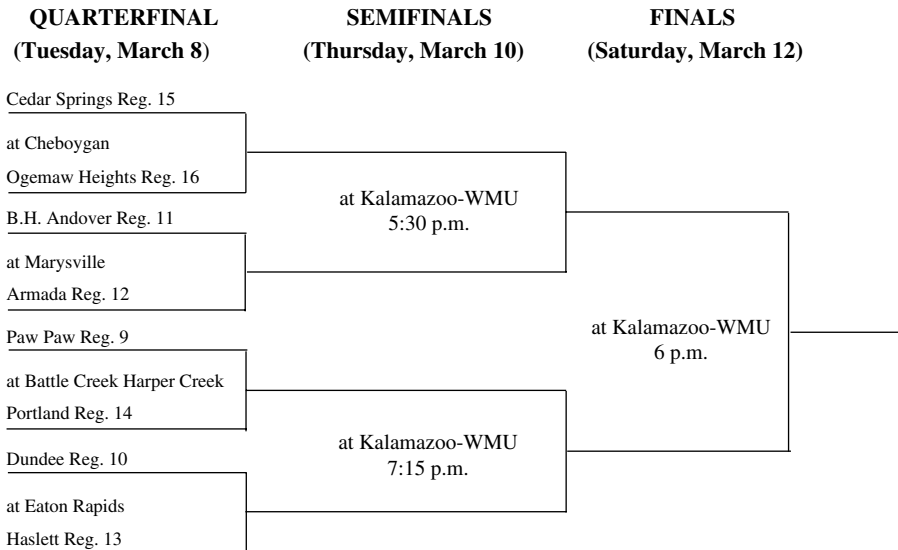 QUARTERFINAL SEMIFINALS FINALS
(Tuesday, March 8) (Thursday, March 10) (Saturday, March 12)
Cedar Springs Reg. 15
at Cheboygan
Ogemaw Heights Reg. 16
at Kalamazoo-WMU
5:30 p.m.
B.H. Andover Reg. 11
at Marysville
Armada Reg. 12
at Kalamazoo-WMU
6 p.m.
Paw Paw Reg. 9
at Battle Creek Harper Creek
Portland Reg. 14
at Kalamazoo-WMU
7:15 p.m.
Dundee Reg. 10
at Eaton Rapids
Haslett Reg. 13